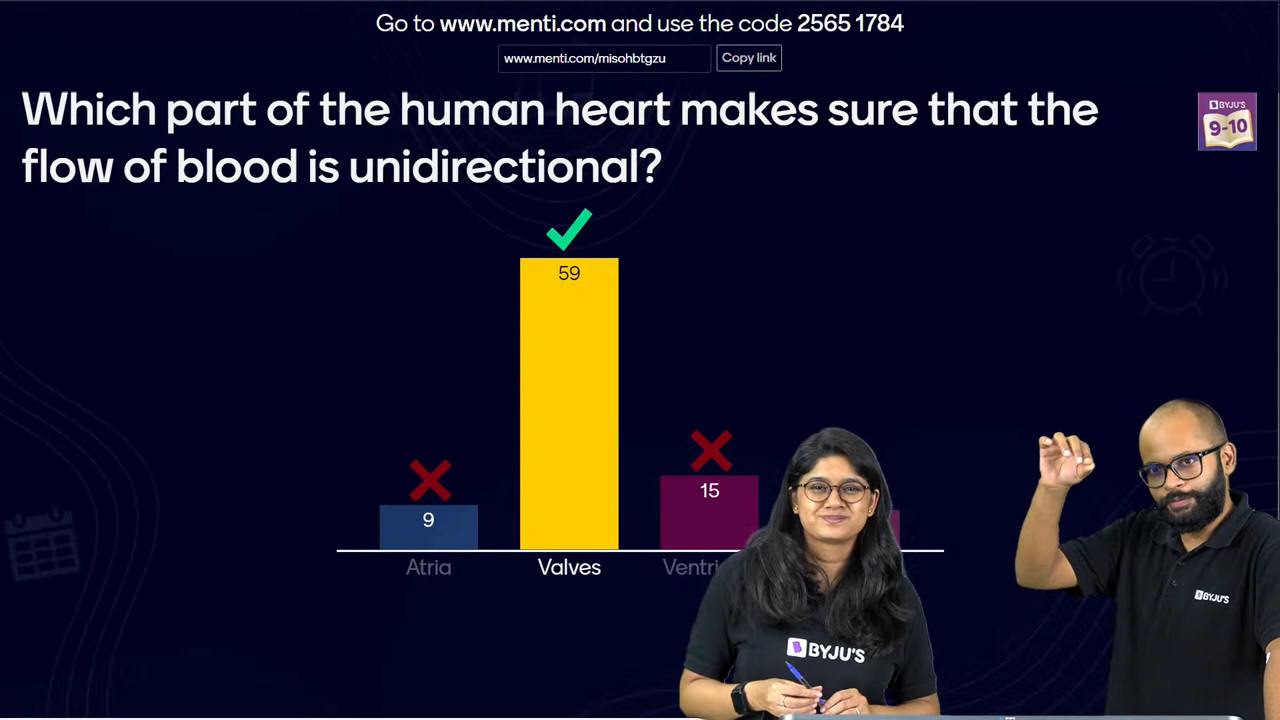 Go to www.menti.com and use the code 2565 1784
www.menti.com/misohbtgzu
Copy link
Which part of the human heart makes sure that the
flow of blood is unidirectional?
BYJU'S
9-10
59
15
9
Atria
Valves
BYJU'S
BYJU'S